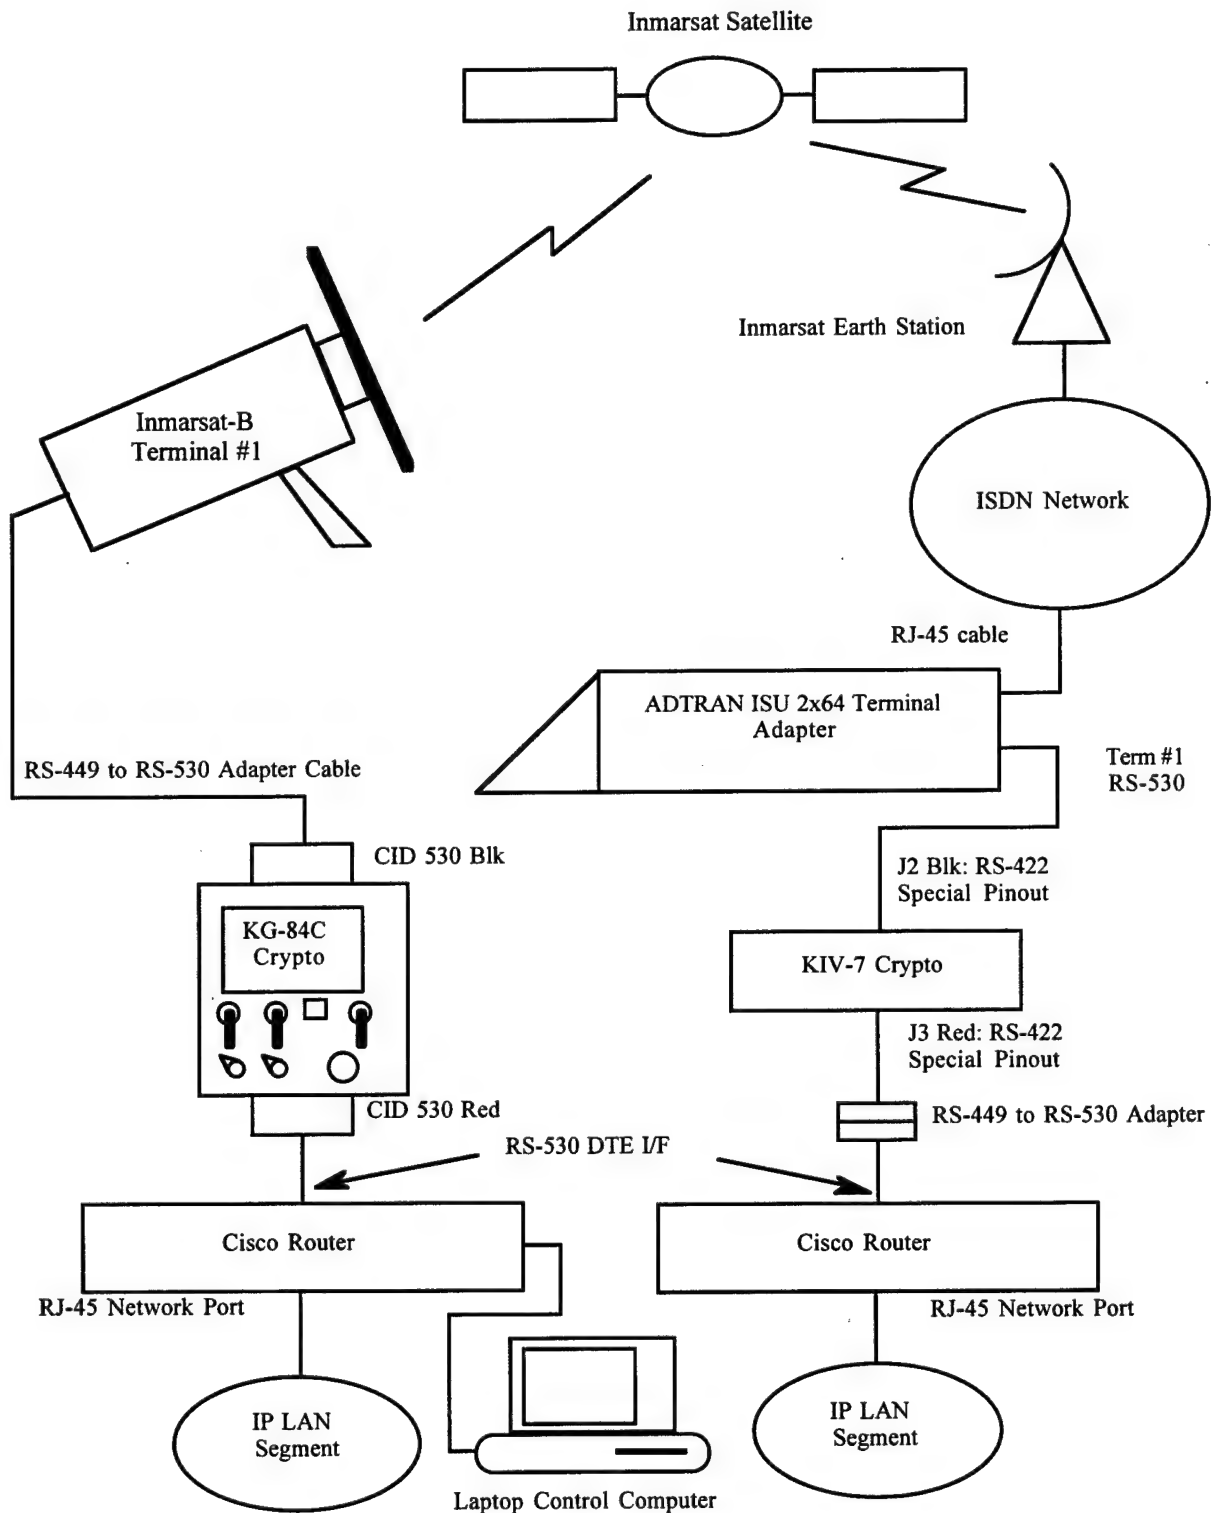 Inmarsat Satellite
Inmarsat Earth Station
Inmarsat-B
Terminal #1
ISDN Network
RJ-45 cable
ADTRAN ISU 2x64 Terminal
Adapter
Term #1
RS-530
RS-449 to RS-530 Adapter Cable
CID 530 Blk
J2 Blk: RS-422
Special Pinout
KG-84C
Crypto
KIV-7 Crypto
J3 Red: RS-422
Special Pinout
CID 530 Red
RS-449 to RS-530 Adapter
RS-530 DTE I/F
Cisco Router
Cisco Router
RJ-45 Network Port
RJ-45 Network Port
IP LAN
Segment
IP LAN
Segment
Laptop Control Computer